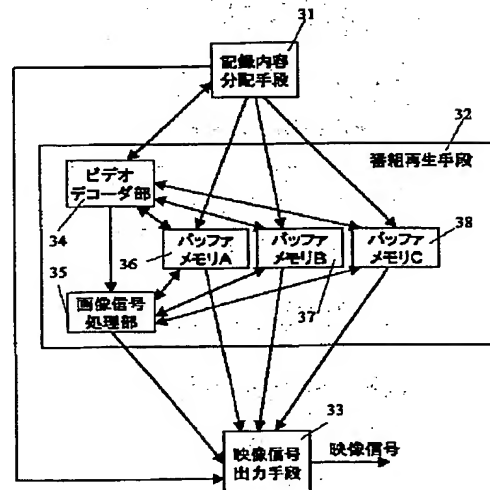 31
記録内容
分配手段
32
番組再生手段
ビデオ
デコーダ部
34
36
バッファ
メモリA
バッファ
メモリB
37
バッファ
メモリC
38
35
画像信号
処理部
33
映像信号
出力手段
映像信号